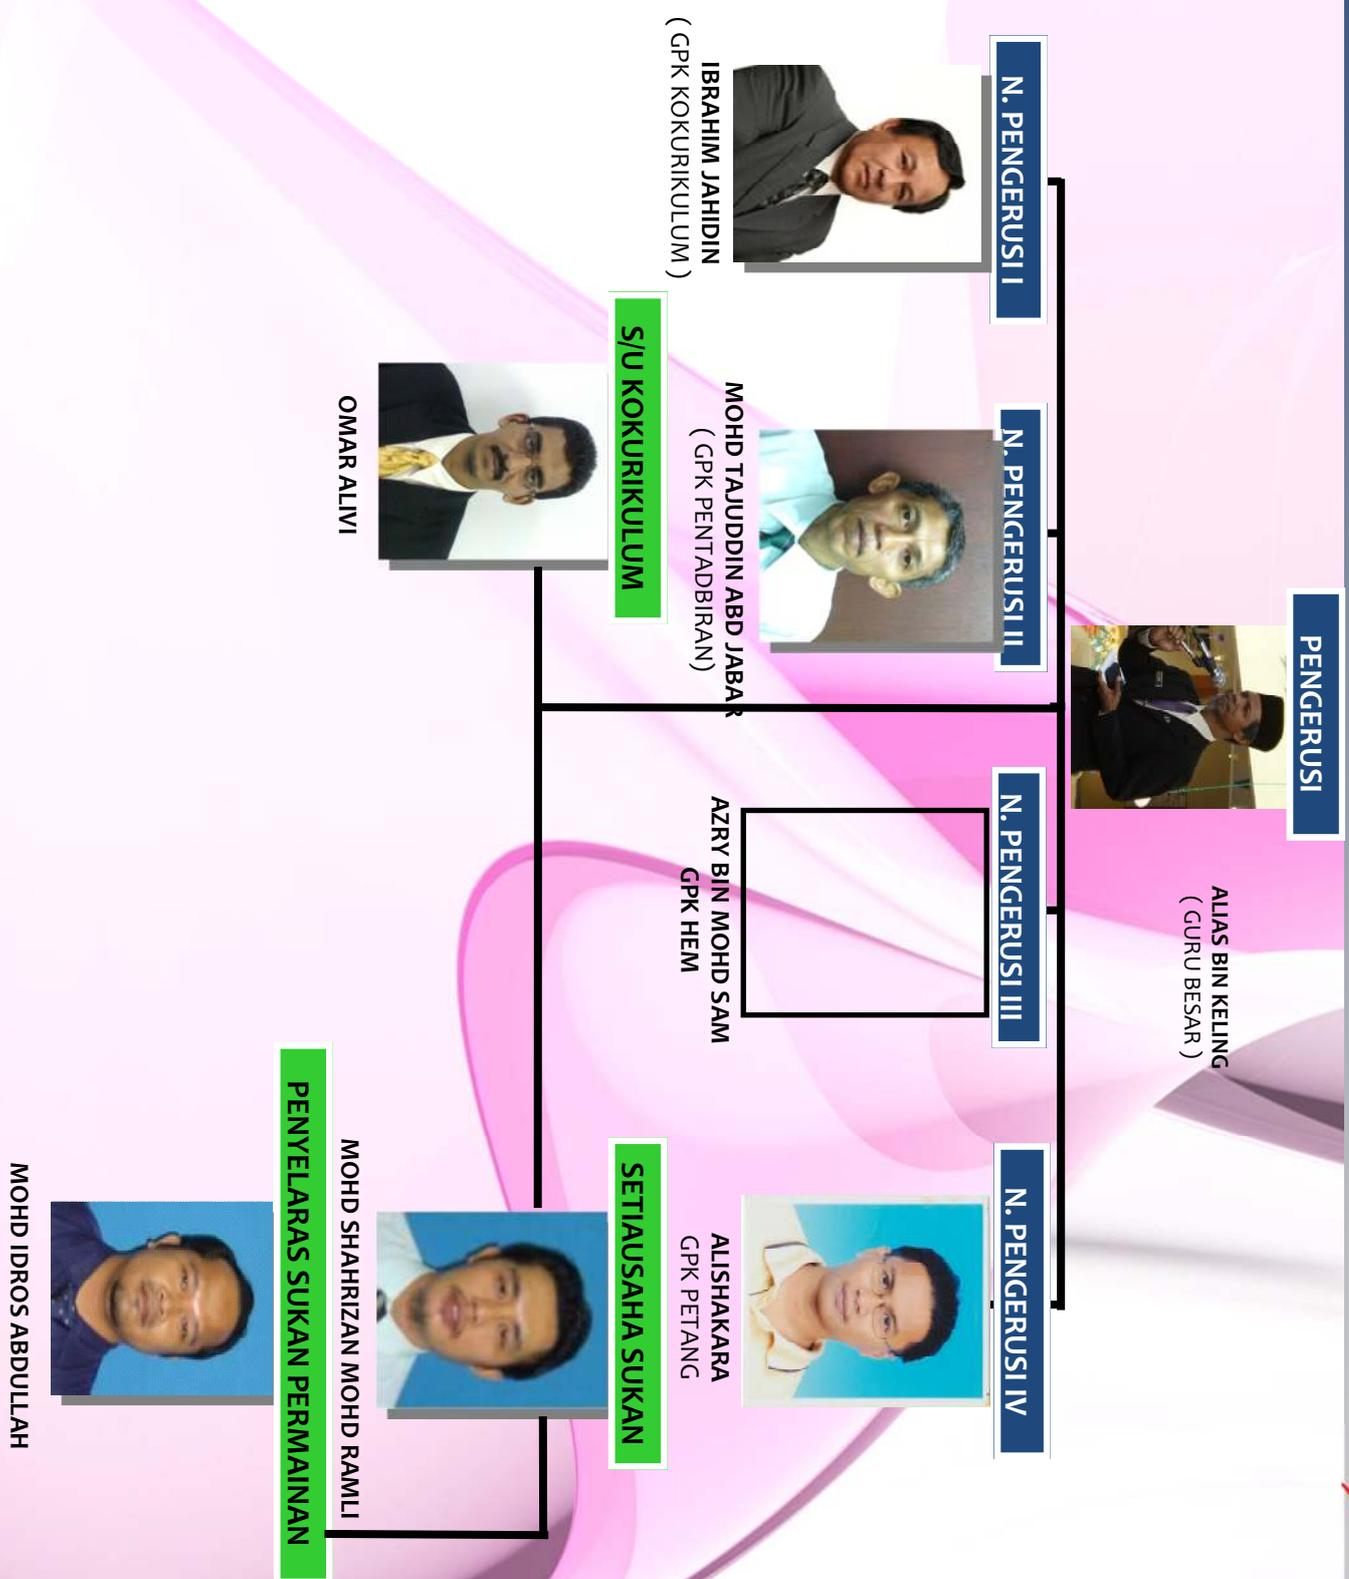 PENGERUSI
ALIAS BIN KELING
( GURU BESAR )
N. PENGERUSI I
IBRAHIM JAHIDIN
( GPK KOKURIKULUM )
N. PENGERUSI II
MOHD TAJUDDIN ABD JABAR
( GPK PENTADBIRAN)
N. PENGERUSI III
AZRY BIN MOHD SAM
GPK HEM
N. PENGERUSI IV
ALISHAKARA
GPK PETANG
S/U KOKURIKULUM
OMAR ALIVI
SETIAUSAHA SUKAN
MOHD SHAHRIZAN MOHD RAMLI
PENYELARAS SUKAN PERMAINAN
MOHD IDROS ABDULLAH